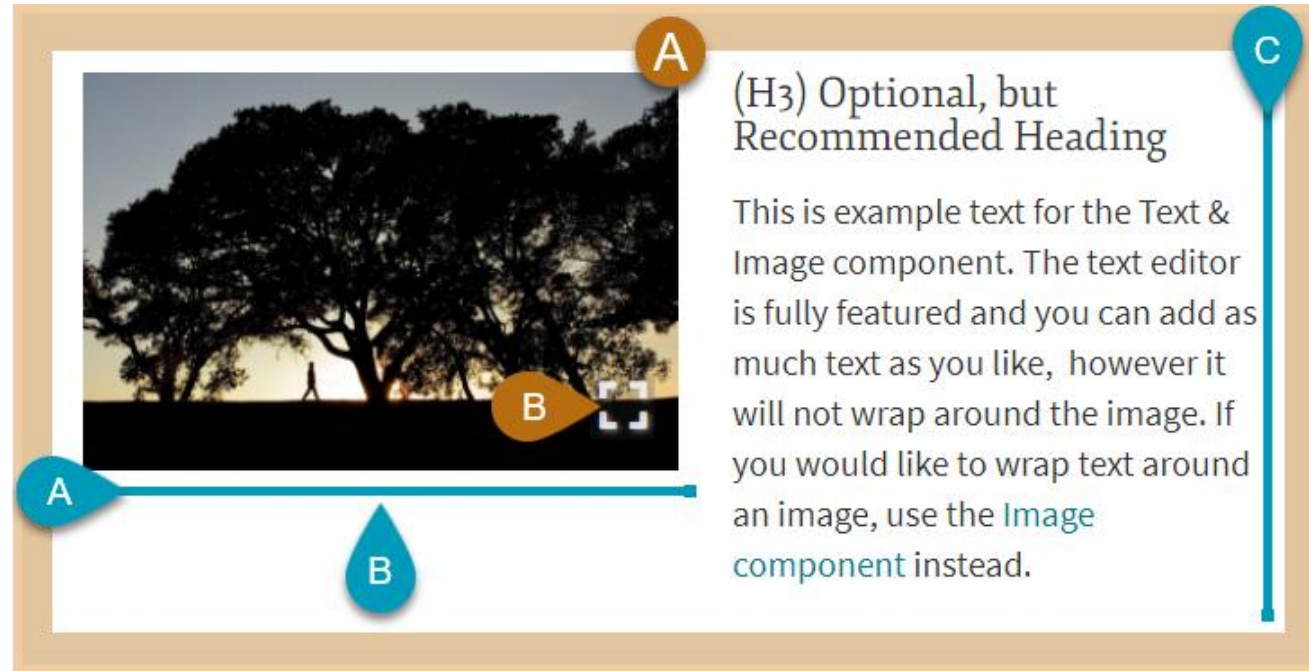 A
C
(H3) Optional, but
Recommended Heading
This is example text for the Text &
Image component. The text editor
is fully featured and you can add as
much text as you like,  however it
will not wrap around the image. If
you would like to wrap text around
an image, use the Image
component instead.
B
A
B